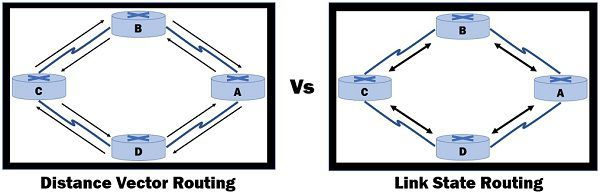 B
C
A
D
Distance Vector Routing
Vs
B
C
A
D
Link State Routing